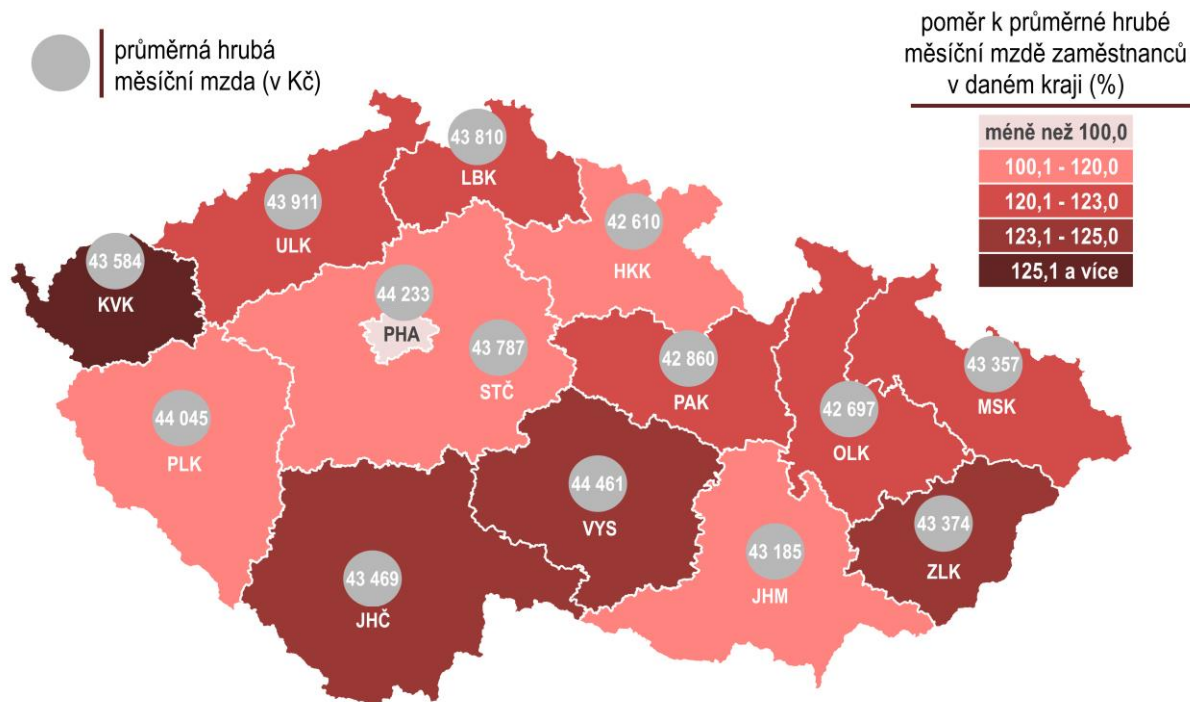 průměrná hrubá
měsíční mzda (v Kč)
poměr k průměrné hrubé
měsíční mzdě zaměstnanců
v daném kraji (%)
méně než 100,0
100,1 - 120,0
120,1 - 123,0
123,1 - 125,0
125,1 a více
43 810
LBK
43 911
ULK
42 610
HKK
43 584
KVK
44 233
PHA
43 787
STČ
42 860
PAK
43 357
MSK
44 045
PLK
42 697
OLK
44 461
VYS
43 374
ZLK
43 185
JHM
43 469
JHČ